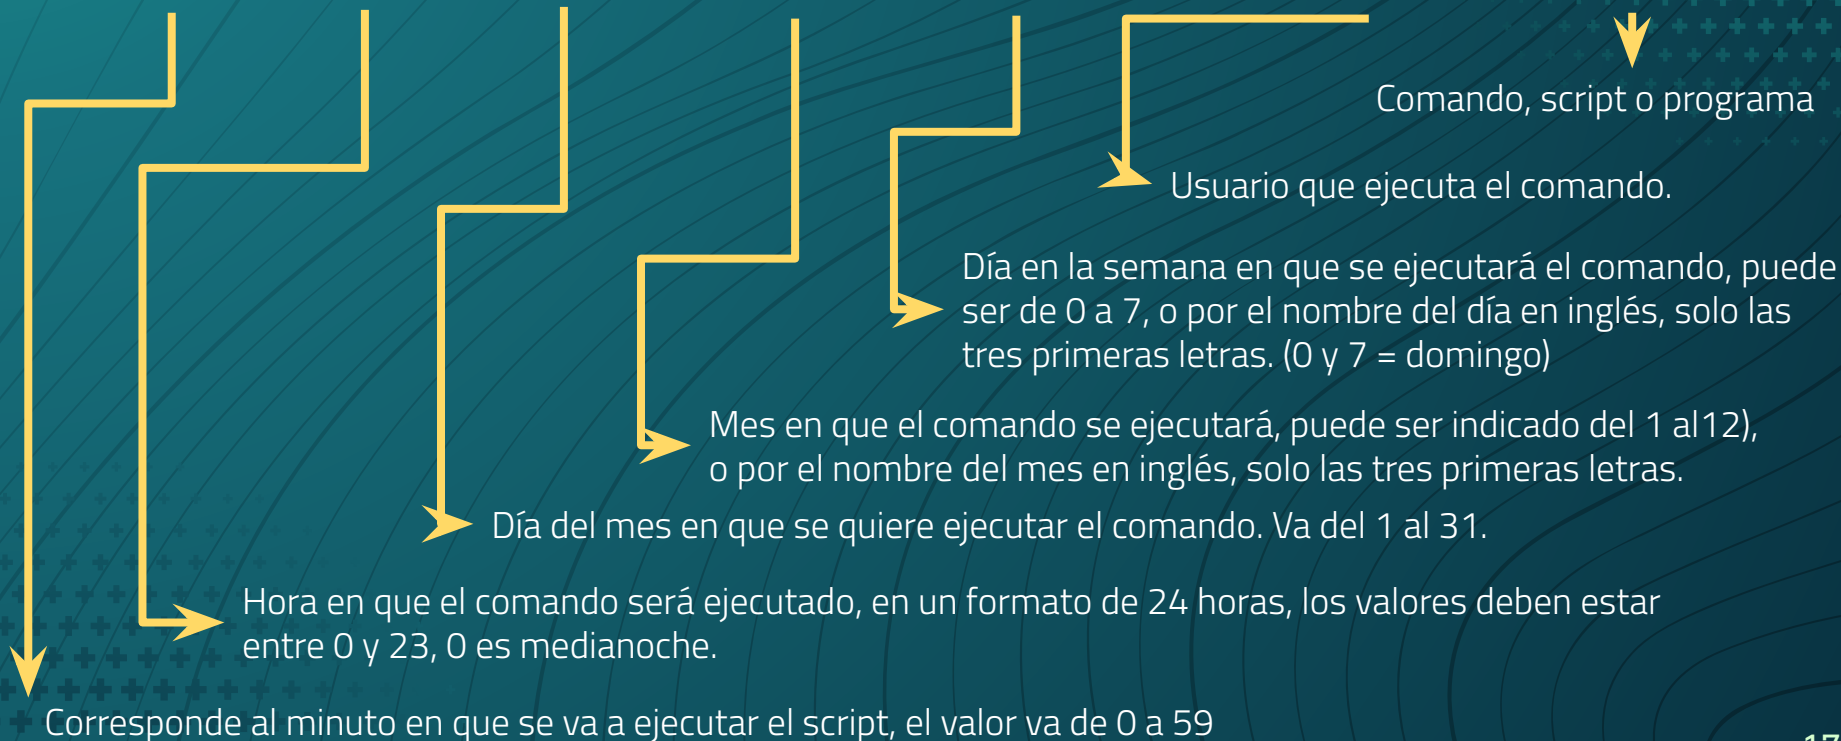 Comando, script o programa
Usuario que ejecuta el comando.
Día en la semana en que se ejecutará el comando, puede
ser de 0 a 7, o por el nombre del día en inglés, solo las
tres primeras letras. (0 y 7 = domingo)
Mes en que el comando se ejecutará, puede ser indicado del 1 al12),
o por el nombre del mes en inglés, solo las tres primeras letras.
Día del mes en que se quiere ejecutar el comando. Va del 1 al 31.
Hora en que el comando será ejecutado, en un formato de 24 horas, los valores deben estar
entre 0 y 23, 0 es medianoche.
Corresponde al minuto en que se va a ejecutar el script, el valor va de 0 a 59